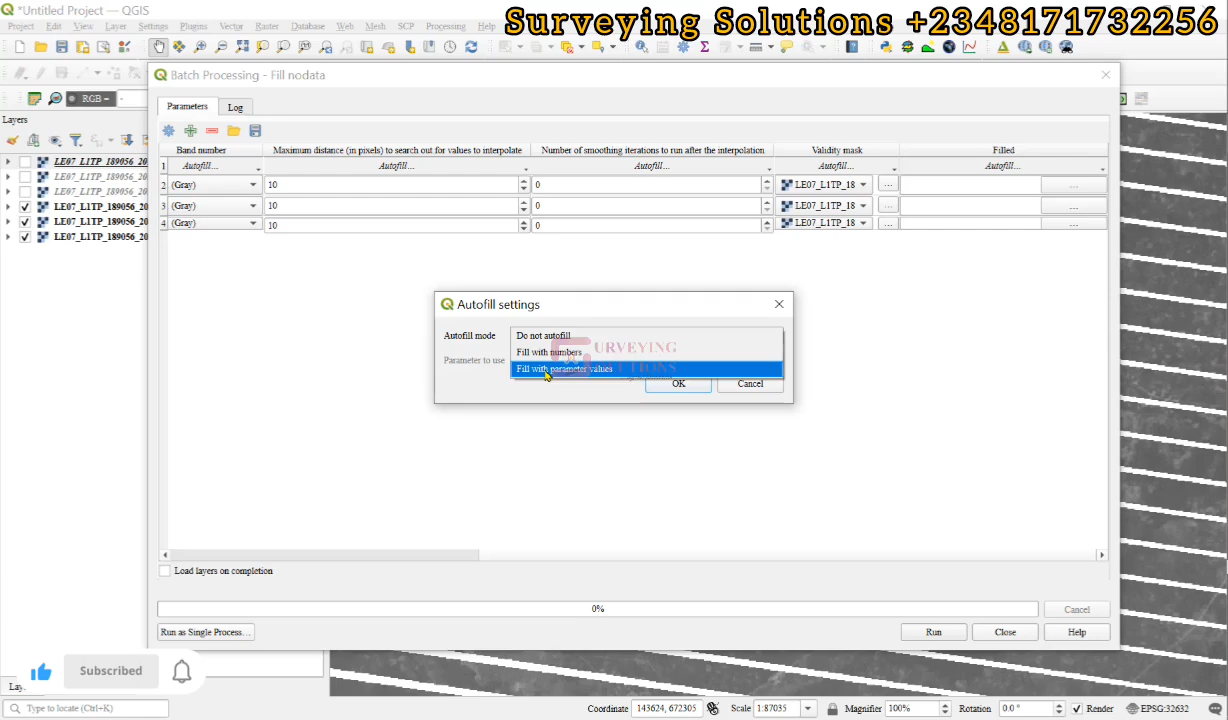 *Untitled Project — QGIS
Surveying Solutions +2348171732256
Project Edit View Layer Settings Plugins Vector Raster Database Web Mesh SCP Processing Help
Batch Processing - Fill nodata
RGB
Parameters Log
Layers
Band number Maximum distance (in pixels) to search out for values to interpolate Number of smoothing iterations to run after the interpolation Validity mask Filled
1 Autofill... Autofill... Autofill... Autofill... Autofill...
LE07_L1TP_189056_20
2 (Gray) 10 0 LE07_L1TP_18 ... ...
LE07_L1TP_189056_20
LE07_L1TP_189056_20
3 (Gray) 10 0 LE07_L1TP_18 ... ...
LE07_L1TP_189056_20
4 (Gray) 10 0 LE07_L1TP_18 ... ...
LE07_L1TP_189056_20
LE07_L1TP_189056_20
Autofill settings
Autofill mode Do not autofill
Fill with numbers
Parameter to use Fill with parameter values
URVEYING
OK Cancel
Load layers on completion
0% Cancel
Run as Single Process... Run Close Help
Subscribed
Type to locate (Ctrl+K) Coordinate 143624, 672305 Scale 1:87035 Magnifier 100% Rotation 0.0 ° Render EPSG:32632